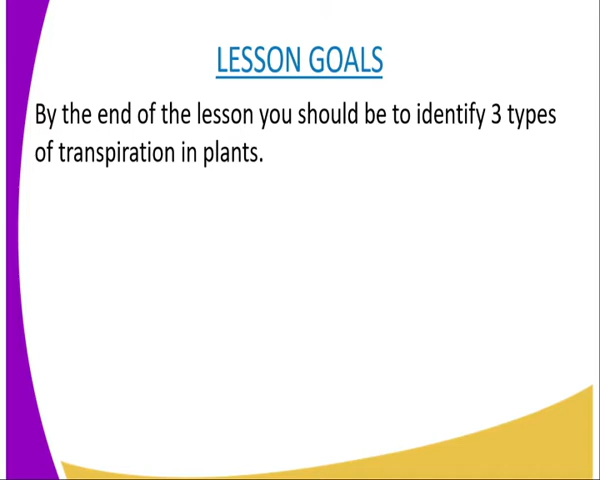 LESSON GOALS
By the end of the lesson you should be to identify 3 types
of transpiration in plants.